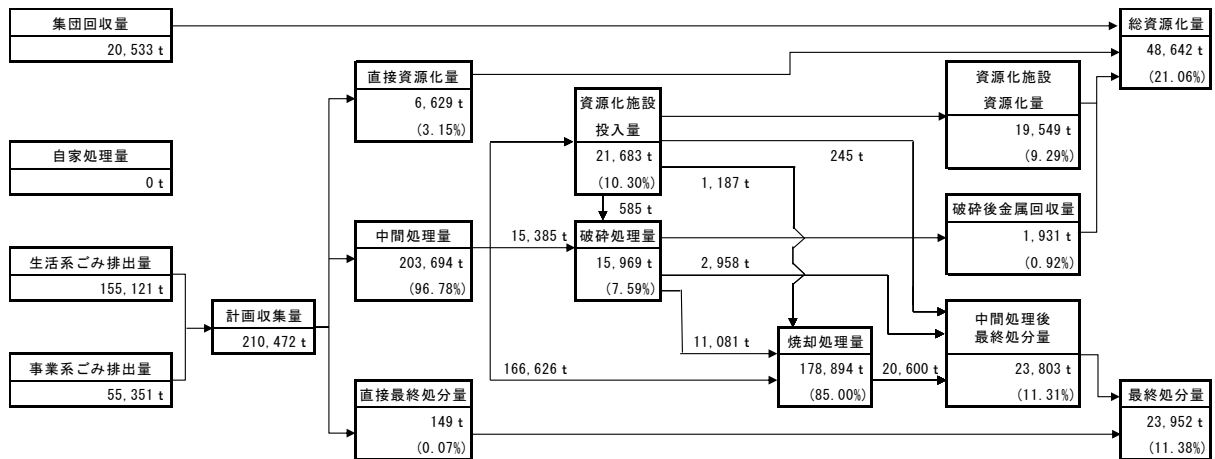 集団回収量
20,533 t
自家処理量
0 t
生活系ごみ排出量
155,121 t
事業系ごみ排出量
55,351 t
計画収集量
210,472 t
直接資源化量
6,629 t
(3.15%)
中間処理量
203,694 t
(96.78%)
直接最終処分量
149 t
(0.07%)
15,385 t
166,626 t
資源化施設
投入量
21,683 t
(10.30%)
585 t
破砕処理量
15,969 t
(7.59%)
245 t
1,187 t
2,958 t
11,081 t
焼却処理量
178,894 t
(85.00%)
20,600 t
資源化施設
資源化量
19,549 t
(9.29%)
破砕後金属回収量
1,931 t
(0.92%)
中間処理後
最終処分量
23,803 t
(11.31%)
総資源化量
48,642 t
(21.06%)
最終処分量
23,952 t
(11.38%)